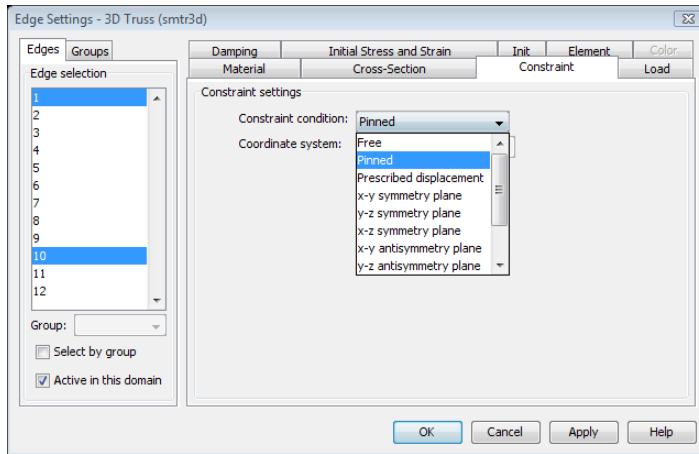 Edge Settings - 3D Truss (smtr3d)
Edges Groups
Edge selection
1
2
3
4
5
6
7
8
9
10
11
12
Group:
Select by group
Active in this domain
Damping Initial Stress and Strain Init Element Color
Material Cross-Section Constraint Load
Constraint settings
Constraint condition: Pinned
Coordinate system:
Free
Pinned
Prescribed displacement
x-y symmetry plane
y-z symmetry plane
x-z symmetry plane
x-y antisymmetry plane
y-z antisymmetry plane
OK Cancel Apply Help